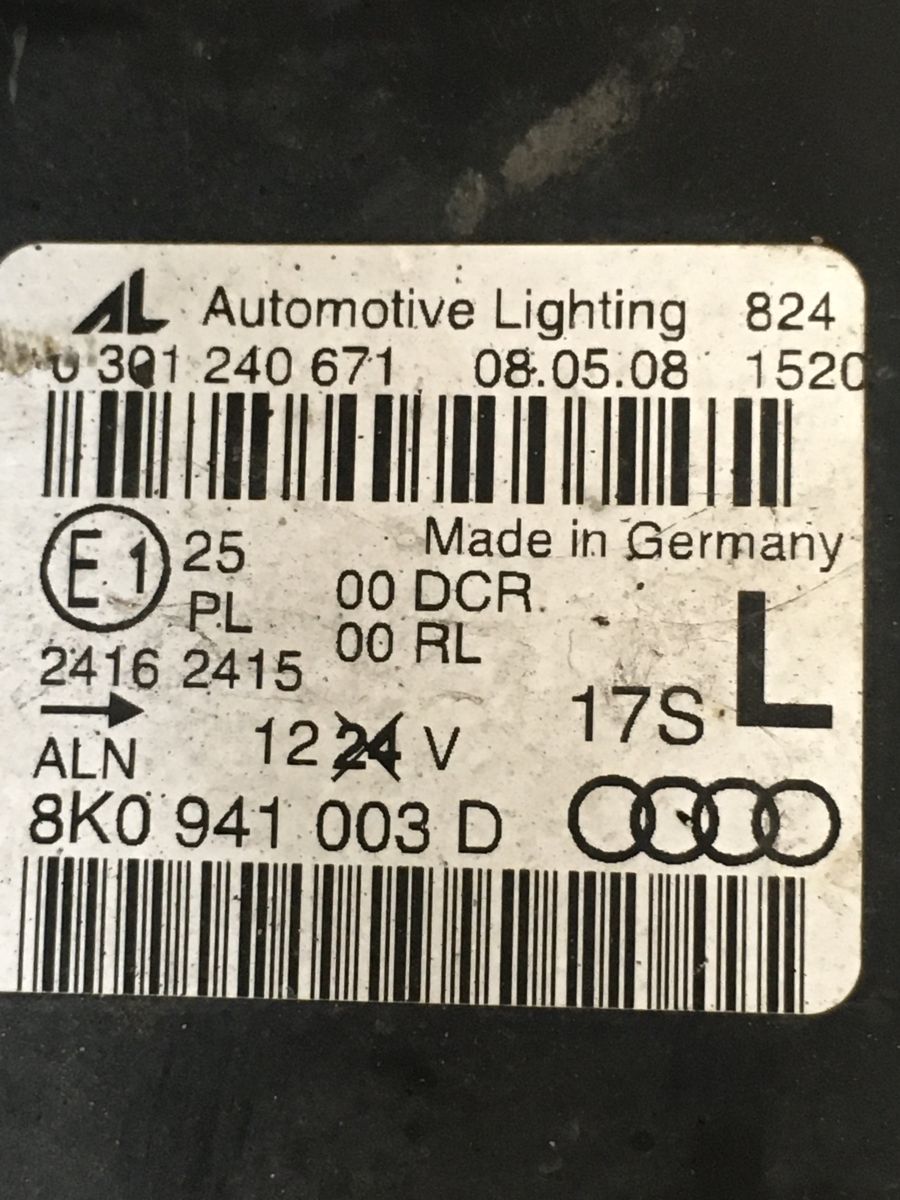 AL Automotive Lighting 824
0 301 240 671 08.05.08 1520
Made in Germany
E1 25
PL
00 DCR
00 RL
2416 2415
L
17S
ALN
12 24 V
8K0 941 003 D